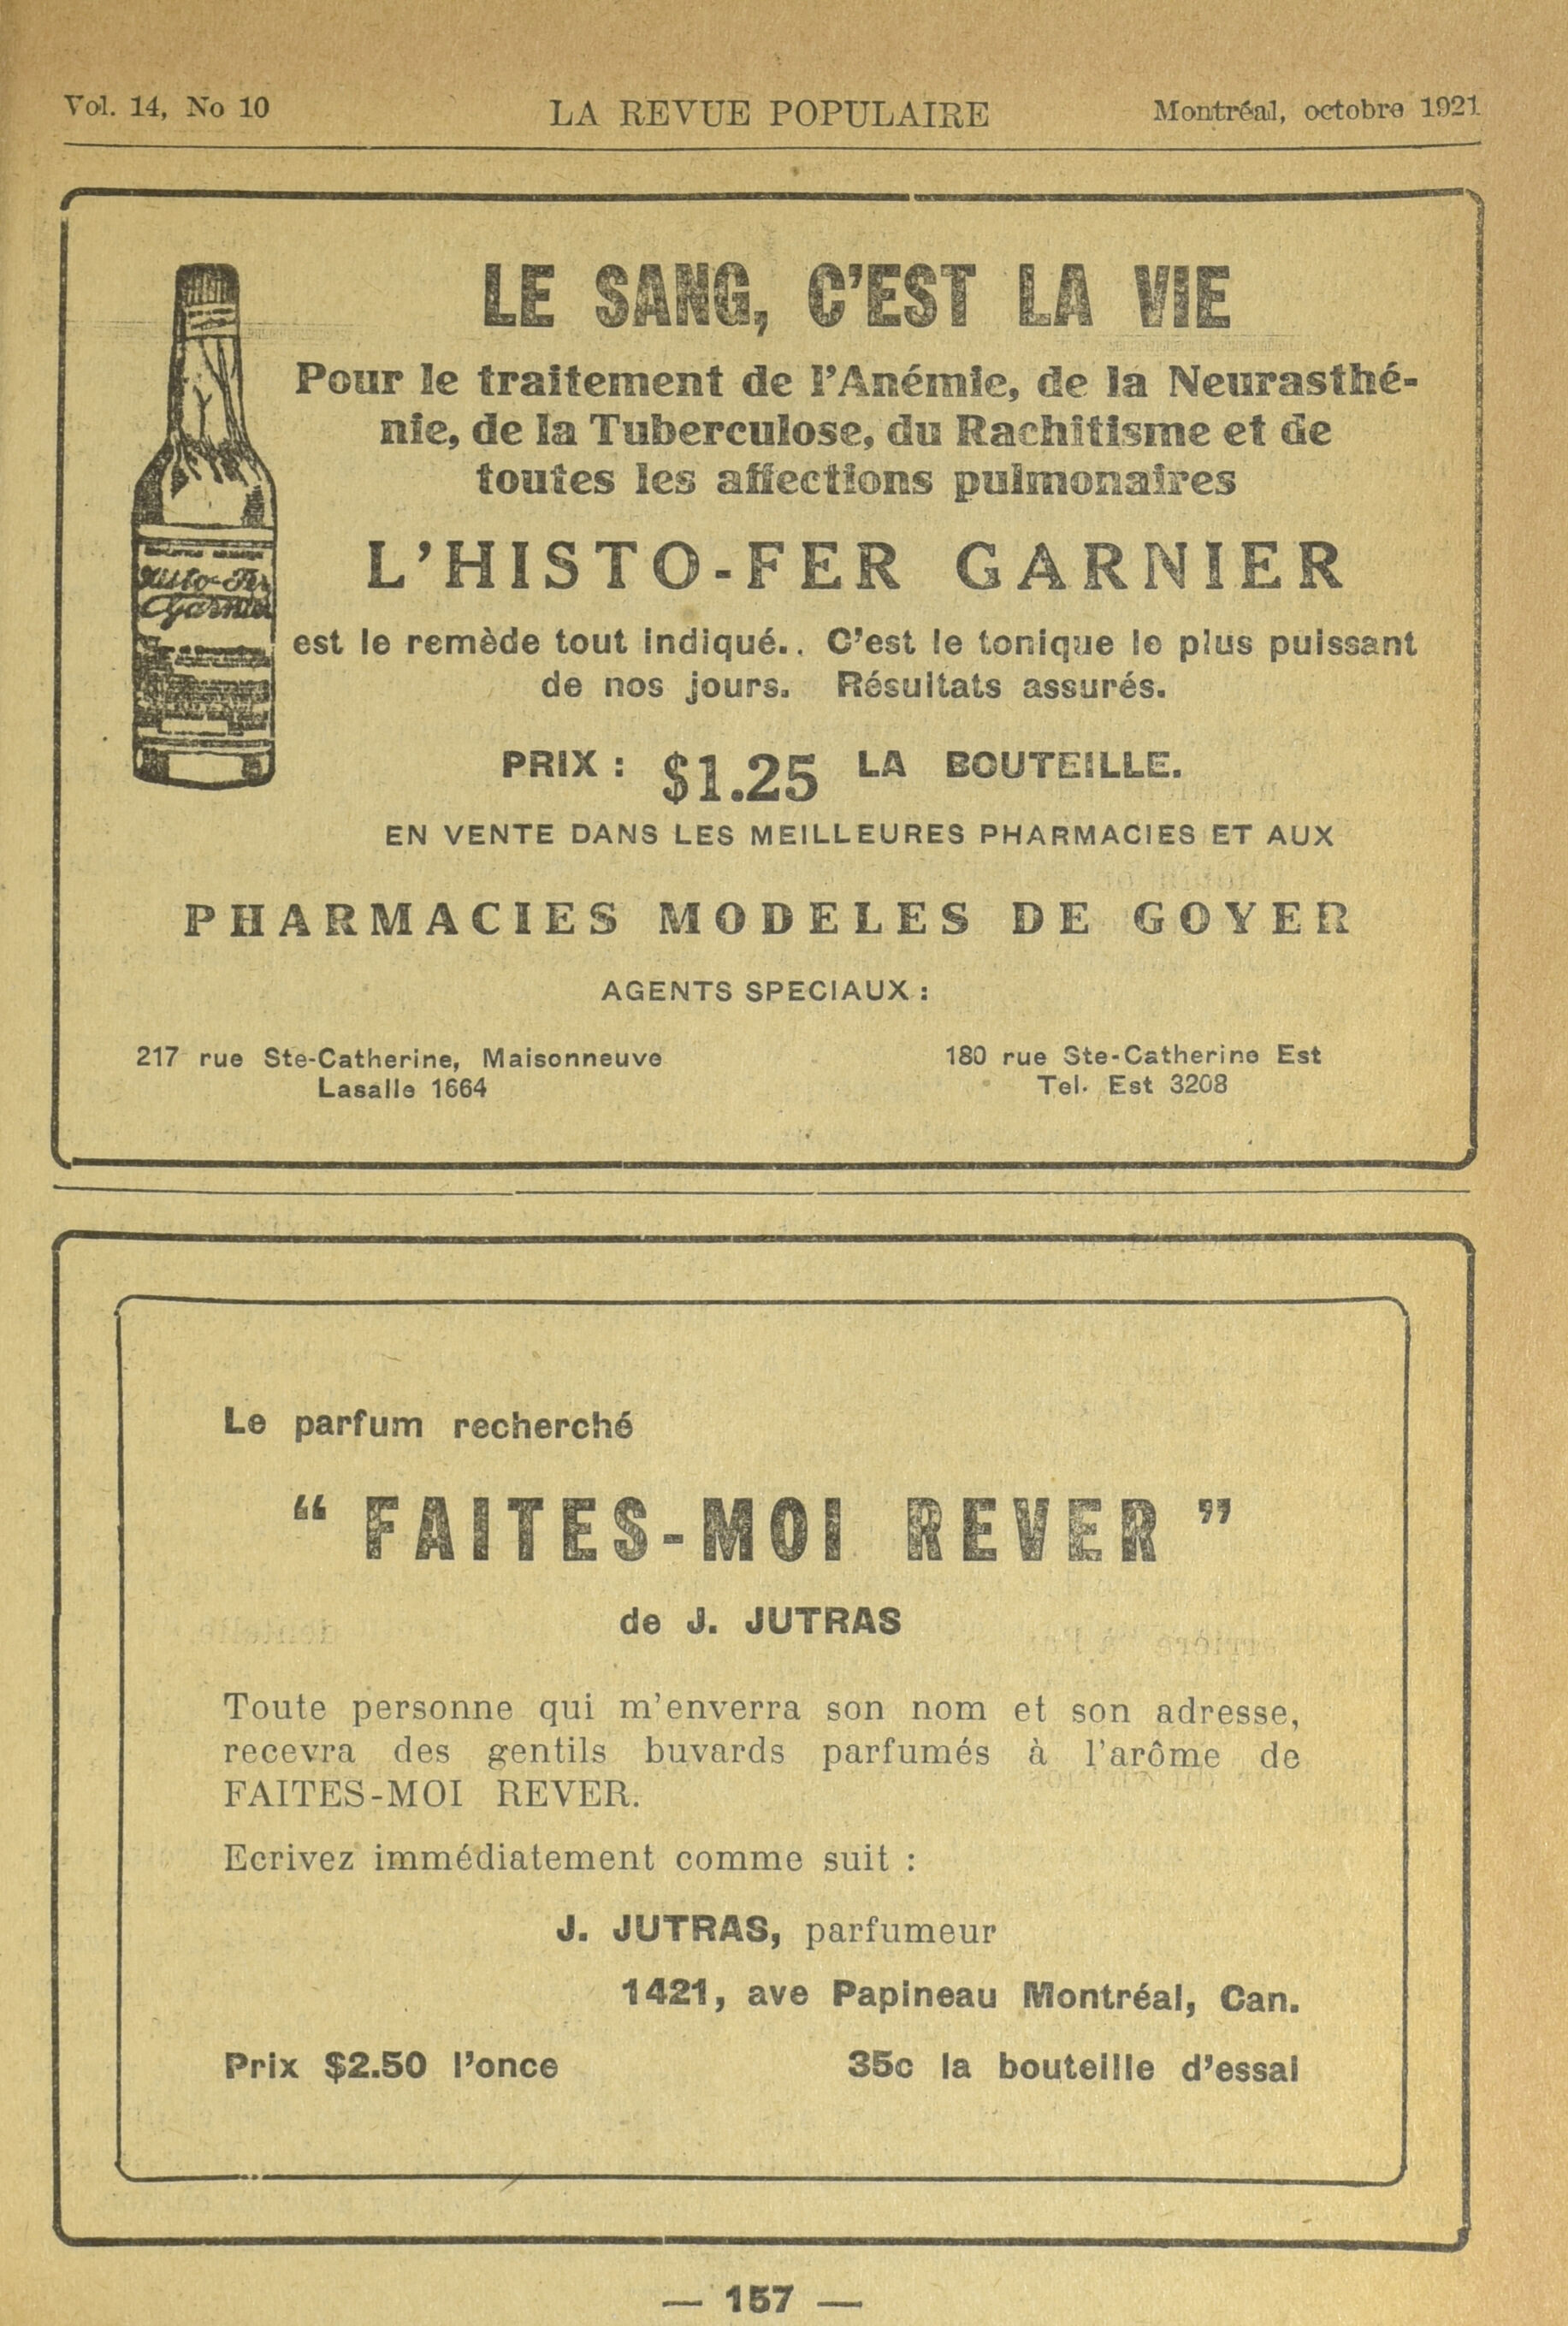 Vol. 14, No 10
LA REVUE POPULAIRE
Montréal, octobre 1921
LE SANG, C'EST LA VIE
Pour le traitement de l'Anémie, de la Neurasthé-
nie, de la Tuberculose, du Rachitisme et de
toutes les affections pulmonaires
L'HISTO-FER GARNIER
Garnier
est le remède tout indiqué.. C'est le tonique le plus puissant
de nos jours. Résultats assurés.
PRIX : $1.25 LA BOUTEILLE.
EN VENTE DANS LES MEILLEURES PHARMACIES ET AUX
PHARMACIES MODELES DE GOYER
AGENTS SPECIAUX :
217 rue Ste-Catherine, Maisonneuve
Lasalle 1664
180 rue Ste-Catherine Est
Tel. Est 3208
Le parfum recherché
“ FAITES-MOI REVER ”
de J. JUTRAS
Toute personne qui m'enverra son nom et son adresse,
recevra des gentils buvards parfumés à l'arôme de
FAITES-MOI REVER.
Ecrivez immédiatement comme suit :
J. JUTRAS, parfumeur
1421, ave Papineau Montréal, Can.
Prix $2.50 l'once
35c la bouteille d'essai
— 157 —